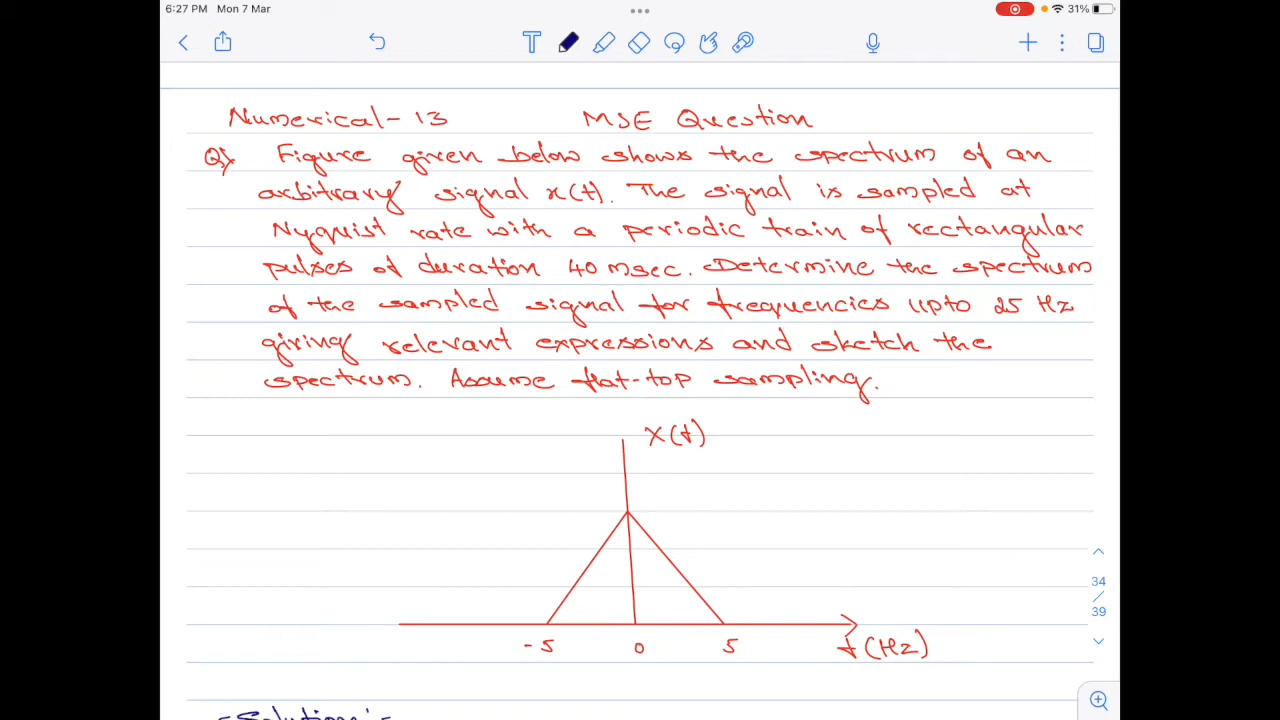 6:27 PM Mon 7 Mar
31%
Numerical-13 MSE Question
Q) Figure given below shows the spectrum of an
arbitrary signal x(t). The signal is sampled at
Nyquist rate with a periodic train of rectangular
pulses of duration 40 msec. Determine the spectrum
of the sampled signal for frequencies upto 25 Hz
giving relevant expressions and sketch the
spectrum. Assume flat-top sampling.
X(f)
-5 0 5 f(Hz)
34
39
-Solution:-